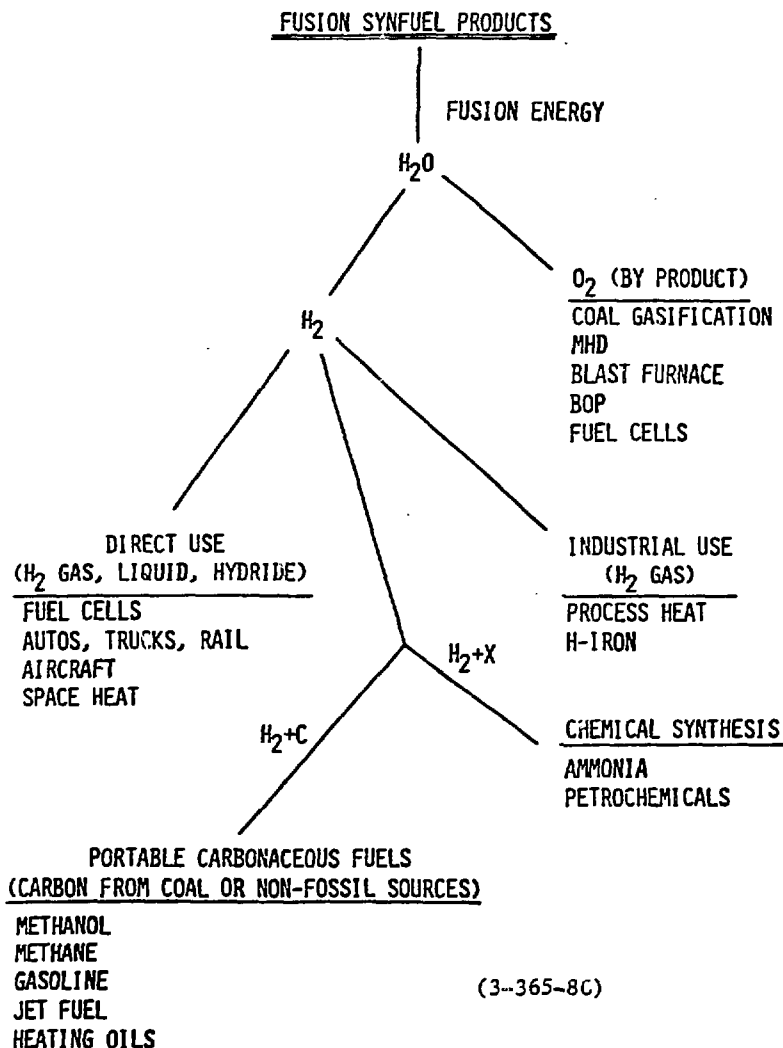 FUSION SYNFUEL PRODUCTS
FUSION ENERGY
H2O
O2 (BY PRODUCT)
COAL GASIFICATION
MHD
BLAST FURNACE
BOP
FUEL CELLS
H2
DIRECT USE
(H2 GAS, LIQUID, HYDRIDE)
FUEL CELLS
AUTOS, TRUCKS, RAIL
AIRCRAFT
SPACE HEAT
INDUSTRIAL USE
(H2 GAS)
PROCESS HEAT
H-IRON
H2+X
H2+C
CHEMICAL SYNTHESIS
AMMONIA
PETROCHEMICALS
PORTABLE CARBONACEOUS FUELS
(CARBON FROM COAL OR NON-FOSSIL SOURCES)
METHANOL
METHANE
GASOLINE
JET FUEL
HEATING OILS
(3-365-80)